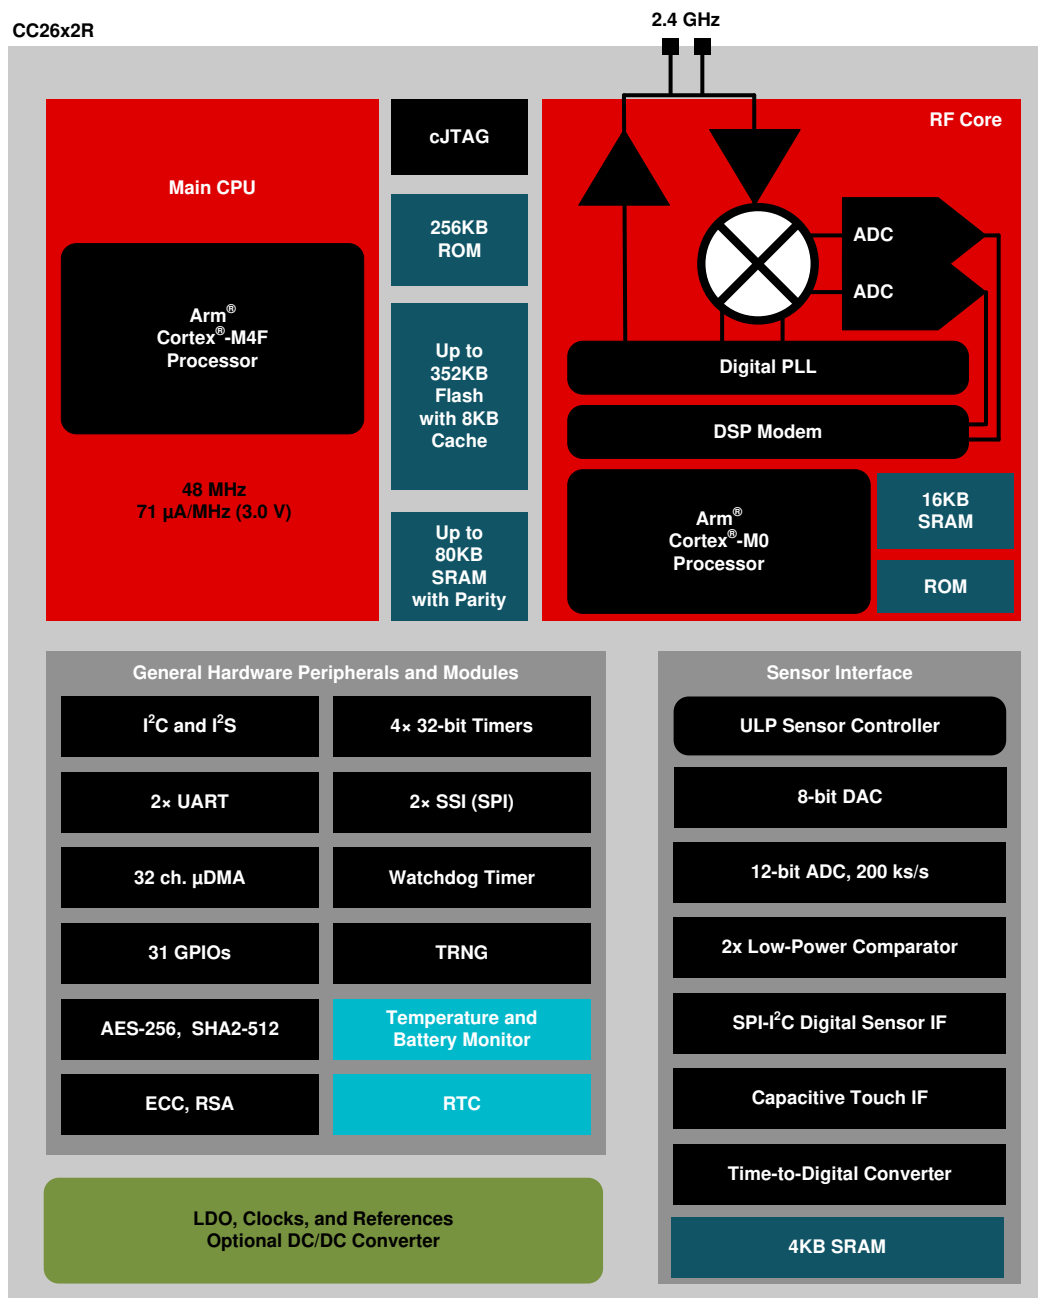 CC26x2R
2.4 GHz
Main CPU
Arm®
Cortex®-M4F
Processor
48 MHz
71 µA/MHz (3.0 V)
cJTAG
256KB
ROM
Up to
352KB
Flash
with 8KB
Cache
Up to
80KB
SRAM
with Parity
RF Core
ADC
ADC
Digital PLL
DSP Modem
Arm®
Cortex®-M0
Processor
16KB
SRAM
ROM
General Hardware Peripherals and Modules
I²C and I²S
4× 32-bit Timers
2× UART
2× SSI (SPI)
32 ch. µDMA
Watchdog Timer
31 GPIOs
TRNG
AES-256, SHA2-512
Temperature and
Battery Monitor
ECC, RSA
RTC
LDO, Clocks, and References
Optional DC/DC Converter
Sensor Interface
ULP Sensor Controller
8-bit DAC
12-bit ADC, 200 ks/s
2x Low-Power Comparator
SPI-I²C Digital Sensor IF
Capacitive Touch IF
Time-to-Digital Converter
4KB SRAM